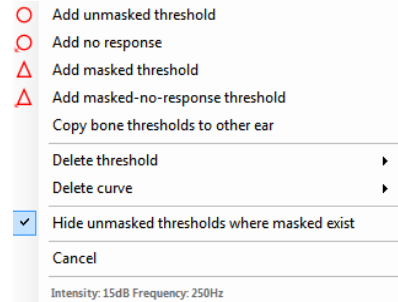 Add unmasked threshold
Add no response
Add masked threshold
Add masked-no-response threshold
Copy bone thresholds to other ear
Delete threshold
Delete curve
Hide unmasked thresholds where masked exist
Cancel
Intensity: 15dB Frequency: 250Hz